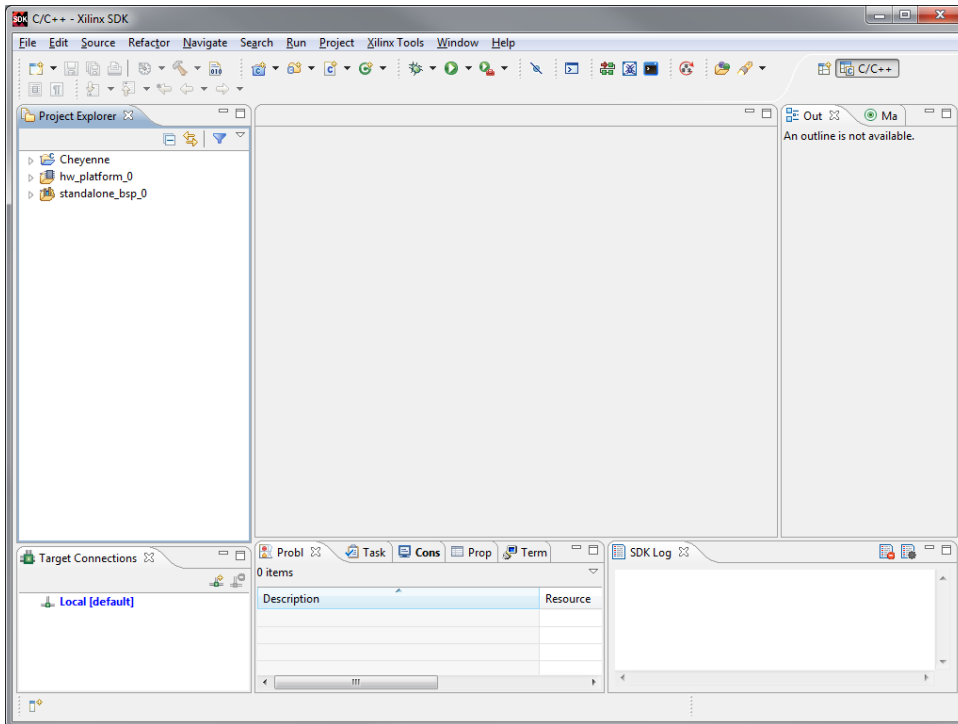 SDK C/C++ - Xilinx SDK
File Edit Source Refactor Navigate Search Run Project Xilinx Tools Window Help
C/C++
Project Explorer
Cheyenne
hw_platform_0
standalone_bsp_0
Out Ma
An outline is not available.
Target Connections
Local [default]
Probl Task Cons Prop Term
0 items
Description Resource
SDK Log